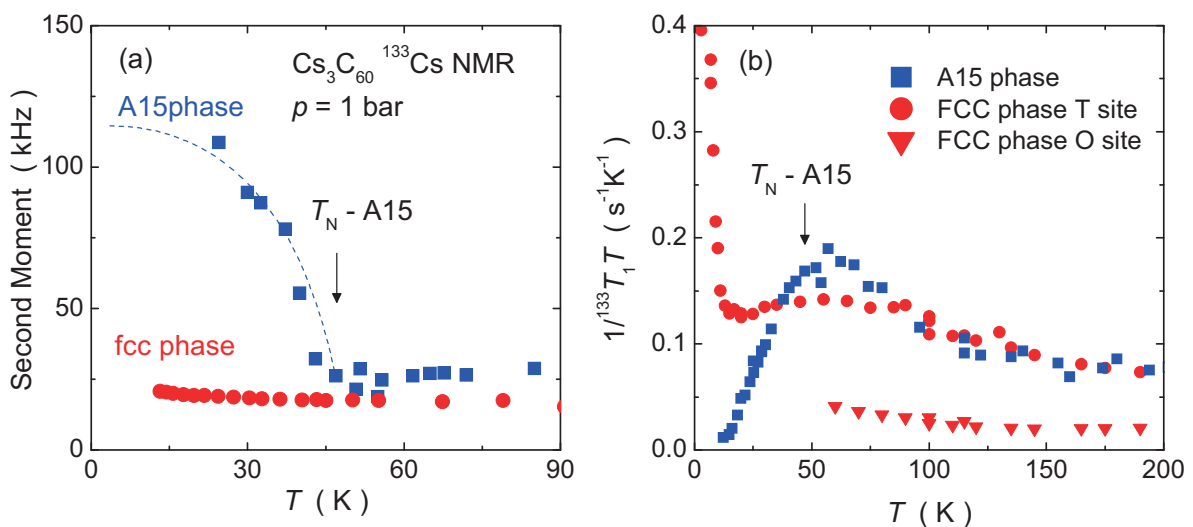 (a)
Cs₃C₆₀ ¹³³Cs NMR
p = 1 bar
A15phase
T_N - A15
fcc phase
Second Moment ( kHz )
150
100
50
0
0 30 60 90
T ( K )
(b)
A15 phase
FCC phase T site
FCC phase O site
T_N - A15
1/¹³³T₁T ( s⁻¹K⁻¹ )
0.4
0.3
0.2
0.1
0.0
0 50 100 150 200
T ( K )